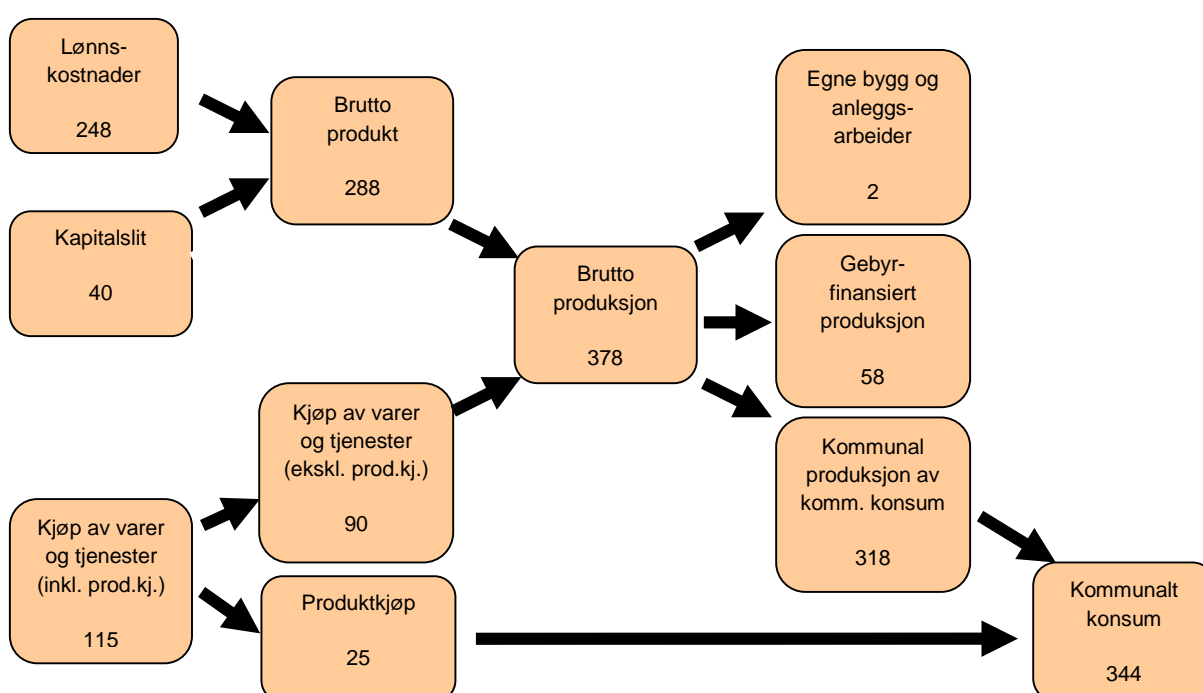 Lønns-
kostnader
248
Kapitalslit
40
Brutto
produkt
288
Kjøp av varer
og tjenester
(inkl. prod.kj.)
115
Kjøp av varer
og tjenester
(ekskl. prod.kj.)
90
Produktkjøp
25
Brutto
produksjon
378
Egne bygg og
anleggs-
arbeider
2
Gebyr-
finansiert
produksjon
58
Kommunal
produksjon av
komm. konsum
318
Kommunalt
konsum
344